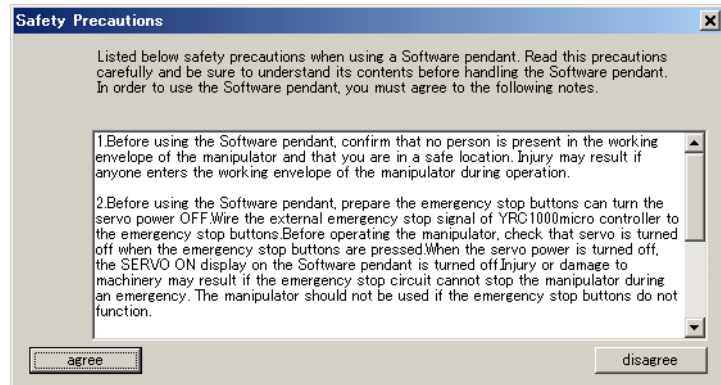 Safety Precautions
Listed below safety precautions when using a Software pendant. Read this precautions
carefully and be sure to understand its contents before handling the Software pendant.
In order to use the Software pendant, you must agree to the following notes.
1.Before using the Software pendant, confirm that no person is present in the working
envelope of the manipulator and that you are in a safe location. Injury may result if
anyone enters the working envelope of the manipulator during operation.
2.Before using the Software pendant, prepare the emergency stop buttons can turn the
servo power OFF.Wire the external emergency stop signal of YRC1000micro controller to
the emergency stop buttons.Before operating the manipulator, check that servo is turned
off when the emergency stop buttons are pressed.When the servo power is turned off,
the SERVO ON display on the Software pendant is turned off.Injury or damage to
machinery may result if the emergency stop circuit cannot stop the manipulator during
an emergency. The manipulator should not be used if the emergency stop buttons do not
function.
agree
disagree